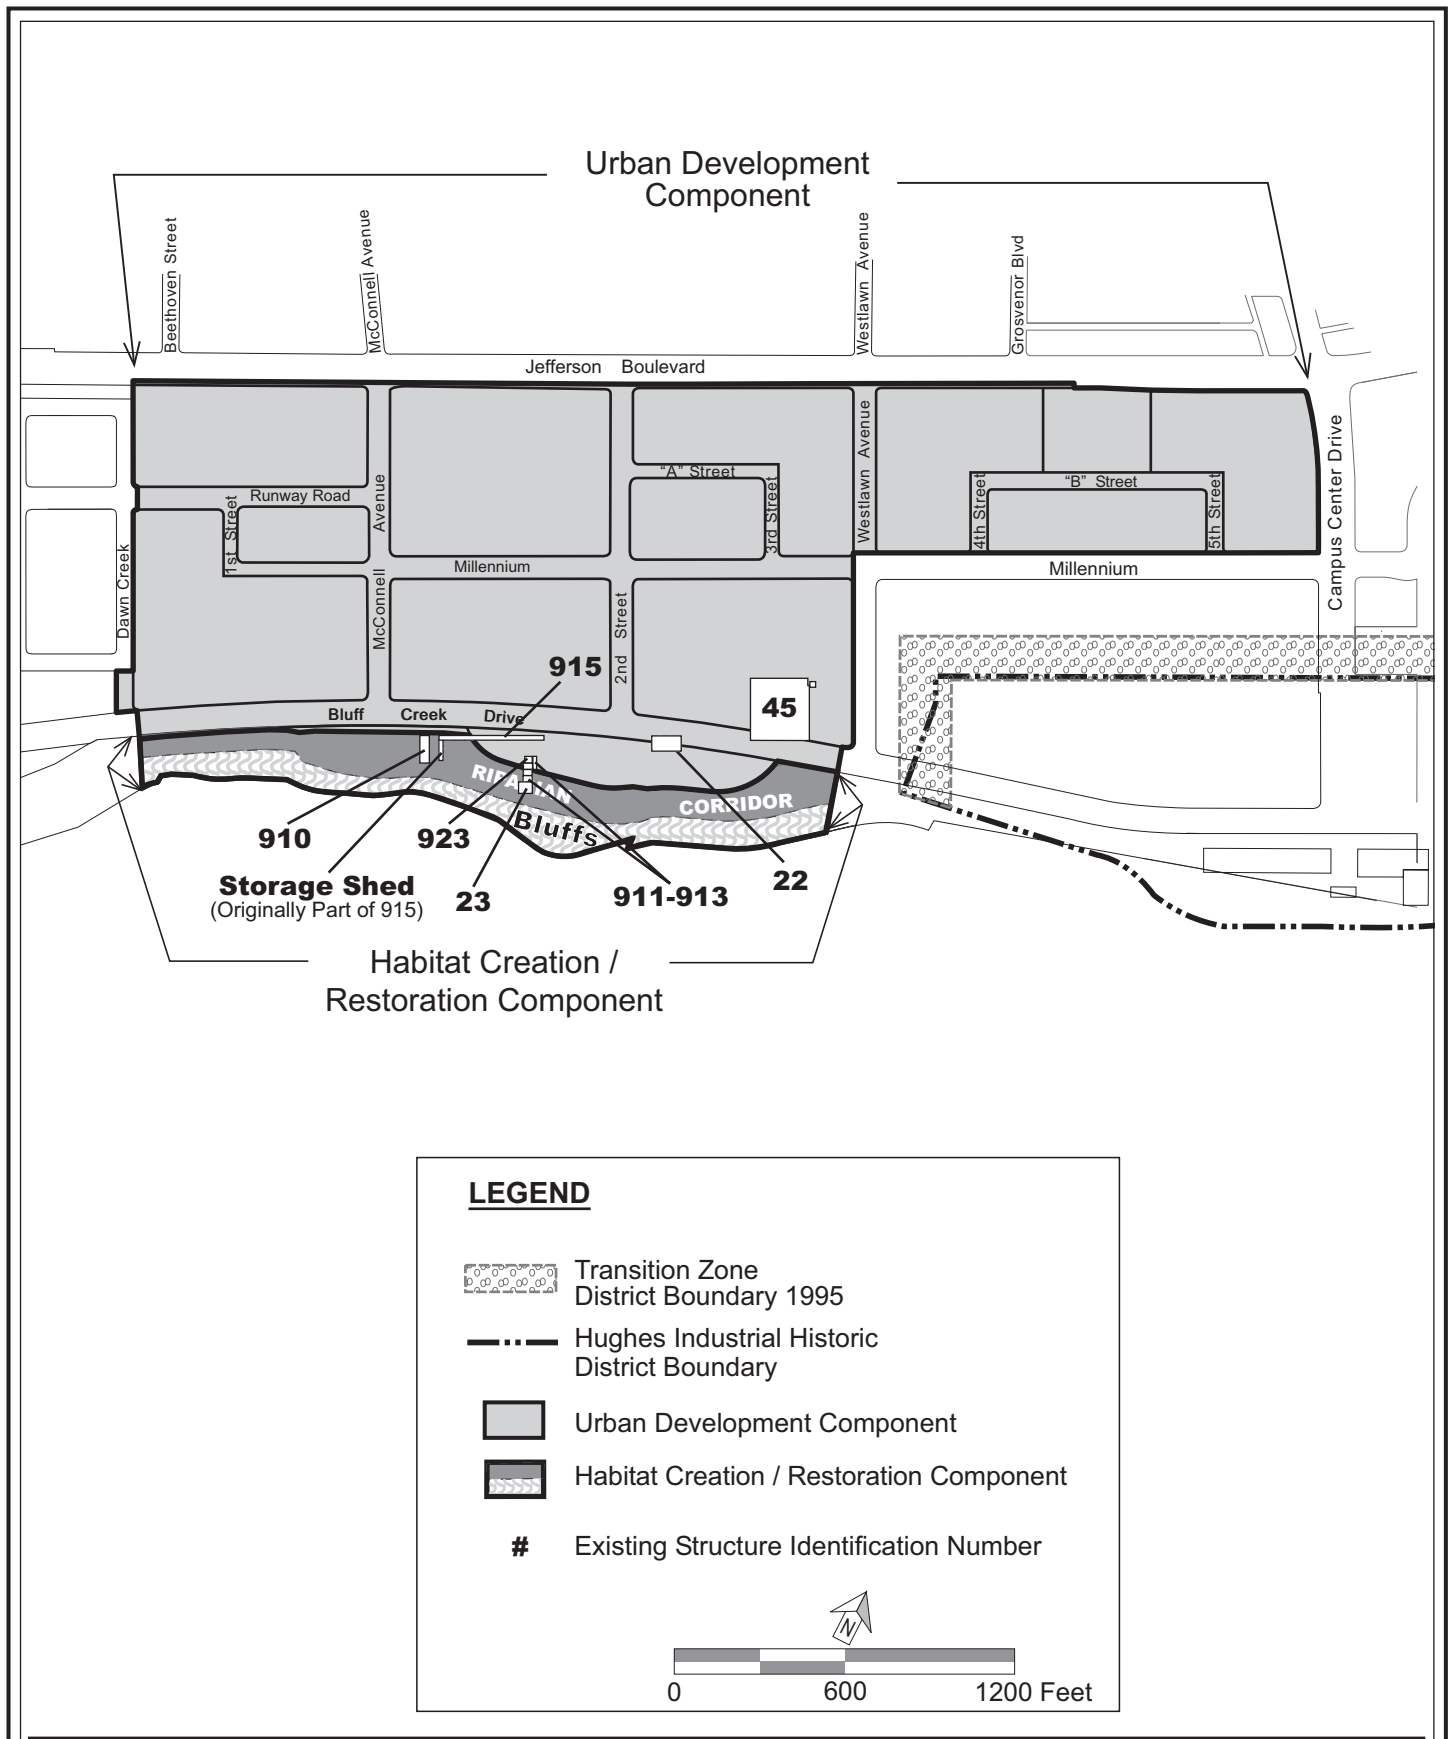 Urban Development
Component
Beethoven Street
McConnell Avenue
Westlawn Avenue
Grosvenor Blvd
Jefferson Boulevard
Campus Center Drive
Westlawn Avenue
"A" Street
"B" Street
Runway Road
Avenue
1st Street
3rd Street
4th Street
5th Street
Dawn Creek
Millennium
Millennium
McConnell
2nd Street
915
45
Bluff Creek Drive
RIPARIAN
CORRIDOR
Bluffs
910
923
22
Storage Shed
(Originally Part of 915)
23
911-913
Habitat Creation /
Restoration Component
LEGEND
Transition Zone
District Boundary 1995
Hughes Industrial Historic
District Boundary
Urban Development Component
Habitat Creation / Restoration Component
# Existing Structure Identification Number
N
0 600 1200 Feet